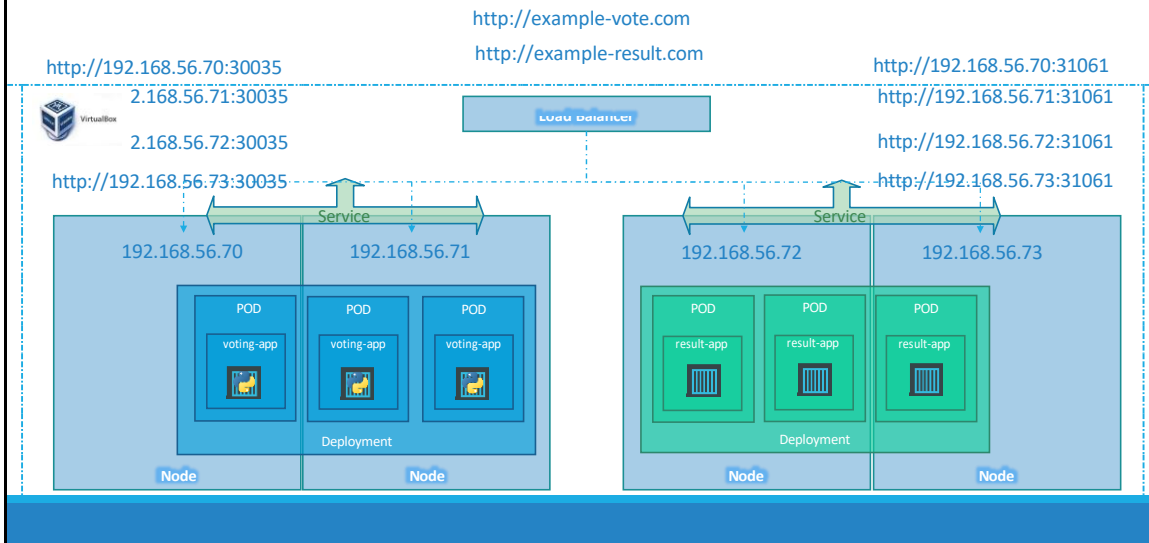 http://example-vote.com
http://example-result.com
http://192.168.56.70:30035
http://192.168.56.70:31061
2.168.56.71:30035
http://192.168.56.71:31061
VirtualBox
Load Balancer
2.168.56.72:30035
http://192.168.56.72:31061
http://192.168.56.73:30035
http://192.168.56.73:31061
Service
Service
192.168.56.70
192.168.56.71
192.168.56.72
192.168.56.73
POD
POD
POD
POD
POD
POD
voting-app
voting-app
voting-app
result-app
result-app
result-app
Deployment
Deployment
Node
Node
Node
Node